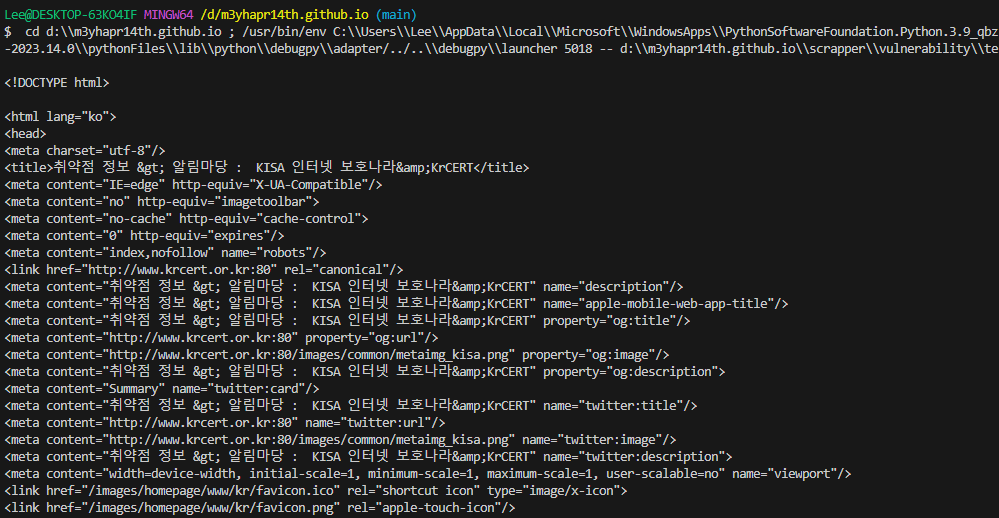 Lee@DESKTOP-63KO4IF MINGW64 /d/m3yhapr14th.github.io (main)
$  cd d:\\m3yhapr14th.github.io ; /usr/bin/env C:\\Users\\Lee\\AppData\\Local\\Microsoft\\WindowsApps\\PythonSoftwareFoundation.Python.3.9_qbz
-2023.14.0\\pythonFiles\\lib\\python\\debugpy\\adapter/../..\\debugpy\\launcher 5018 -- d:\\m3yhapr14th.github.io\\scrapper\\vulnerability\\te
<!DOCTYPE html>
<html lang="ko">
<head>
<meta charset="utf-8"/>
<title>취약점 정보 &gt; 알림마당 :  KISA 인터넷 보호나라&amp;KrCERT</title>
<meta content="IE=edge" http-equiv="X-UA-Compatible"/>
<meta content="no" http-equiv="imagetoolbar">
<meta content="no-cache" http-equiv="cache-control">
<meta content="0" http-equiv="expires"/>
<meta content="index,nofollow" name="robots"/>
<link href="http://www.krcert.or.kr:80" rel="canonical"/>
<meta content="취약점 정보 &gt; 알림마당 :  KISA 인터넷 보호나라&amp;KrCERT" name="description"/>
<meta content="취약점 정보 &gt; 알림마당 :  KISA 인터넷 보호나라&amp;KrCERT" name="apple-mobile-web-app-title"/>
<meta content="취약점 정보 &gt; 알림마당 :  KISA 인터넷 보호나라&amp;KrCERT" property="og:title"/>
<meta content="http://www.krcert.or.kr:80" property="og:url"/>
<meta content="http://www.krcert.or.kr:80/images/common/metaimg_kisa.png" property="og:image"/>
<meta content="취약점 정보 &gt; 알림마당 :  KISA 인터넷 보호나라&amp;KrCERT" property="og:description">
<meta content="Summary" name="twitter:card"/>
<meta content="취약점 정보 &gt; 알림마당 :  KISA 인터넷 보호나라&amp;KrCERT" name="twitter:title"/>
<meta content="http://www.krcert.or.kr:80" name="twitter:url"/>
<meta content="http://www.krcert.or.kr:80/images/common/metaimg_kisa.png" name="twitter:image"/>
<meta content="취약점 정보 &gt; 알림마당 :  KISA 인터넷 보호나라&amp;KrCERT" name="twitter:description">
<meta content="width=device-width, initial-scale=1, minimum-scale=1, maximum-scale=1, user-scalable=no" name="viewport"/>
<link href="/images/homepage/www/kr/favicon.ico" rel="shortcut icon" type="image/x-icon">
<link href="/images/homepage/www/kr/favicon.png" rel="apple-touch-icon"/>